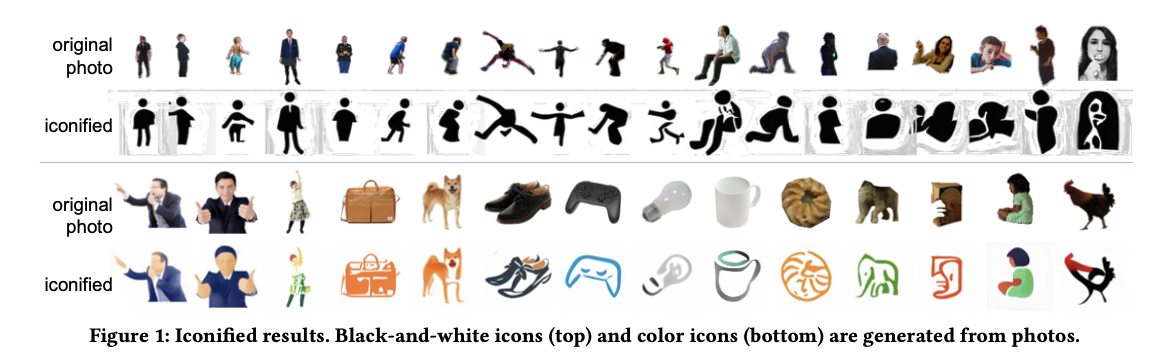 original
photo
iconified
original
photo
iconified
Figure 1: Iconified results. Black-and-white icons (top) and color icons (bottom) are generated from photos.